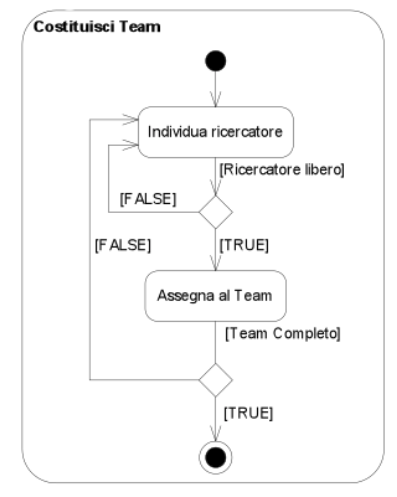 Costituisci Team
Individua ricercatore
[Ricercatore libero]
[FALSE]
[FALSE]
[TRUE]
Assegna al Team
[Team Completo]
[TRUE]